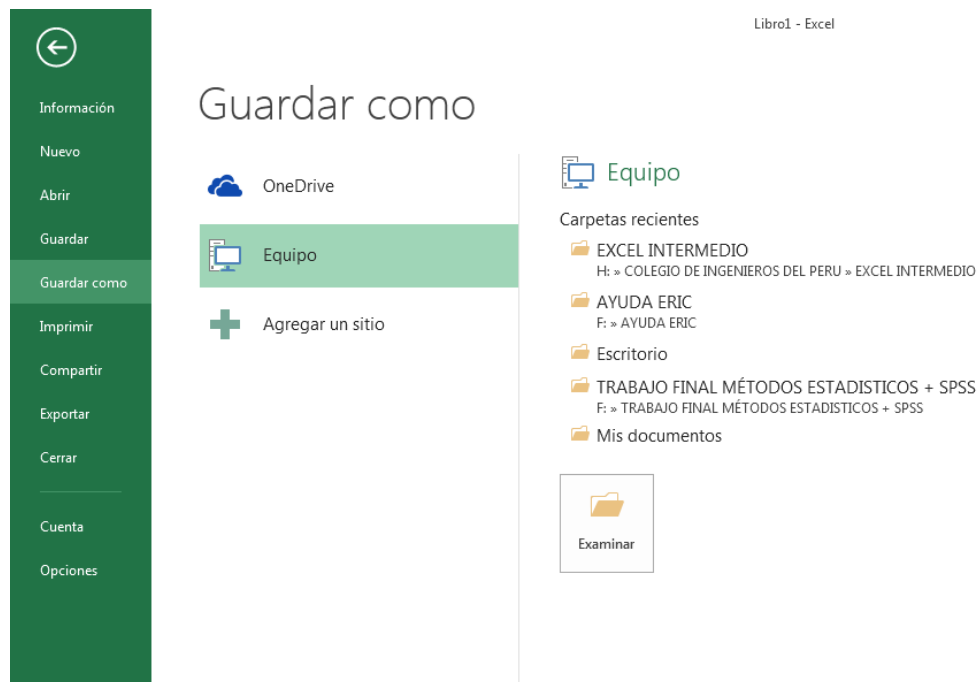 Libro1 - Excel
Información
Nuevo
Abrir
Guardar
Guardar como
Imprimir
Compartir
Exportar
Cerrar
Cuenta
Opciones
Guardar como
OneDrive
Equipo
Agregar un sitio
Equipo
Carpetas recientes
EXCEL INTERMEDIO
H: » COLEGIO DE INGENIEROS DEL PERU » EXCEL INTERMEDIO
AYUDA ERIC
F: » AYUDA ERIC
Escritorio
TRABAJO FINAL MÉTODOS ESTADISTICOS + SPSS
F: » TRABAJO FINAL MÉTODOS ESTADISTICOS + SPSS
Mis documentos
Examinar